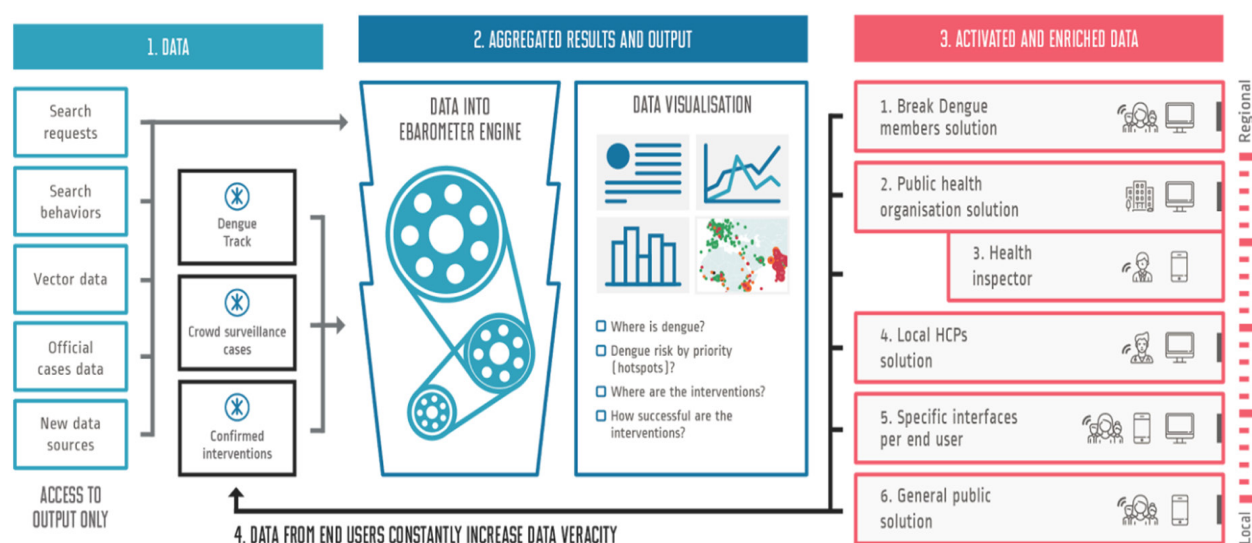 1. DATA
2. AGGREGATED RESULTS AND OUTPUT
3. ACTIVATED AND ENRICHED DATA
Search
requests
Search
behaviors
Vector data
Official
cases data
New data
sources
ACCESS TO
OUTPUT ONLY
Dengue
Track
Crowd surveillance
cases
Confirmed
interventions
DATA INTO
EBAROMETER ENGINE
DATA VISUALISATION
Where is dengue?
Dengue risk by priority
(hotspots)?
Where are the interventions?
How successful are the
interventions?
1. Break Dengue
members solution
2. Public health
organisation solution
3. Health
inspector
4. Local HCPs
solution
5. Specific interfaces
per end user
6. General public
solution
Regional
Local
4. DATA FROM END USERS CONSTANTLY INCREASE DATA VERACITY